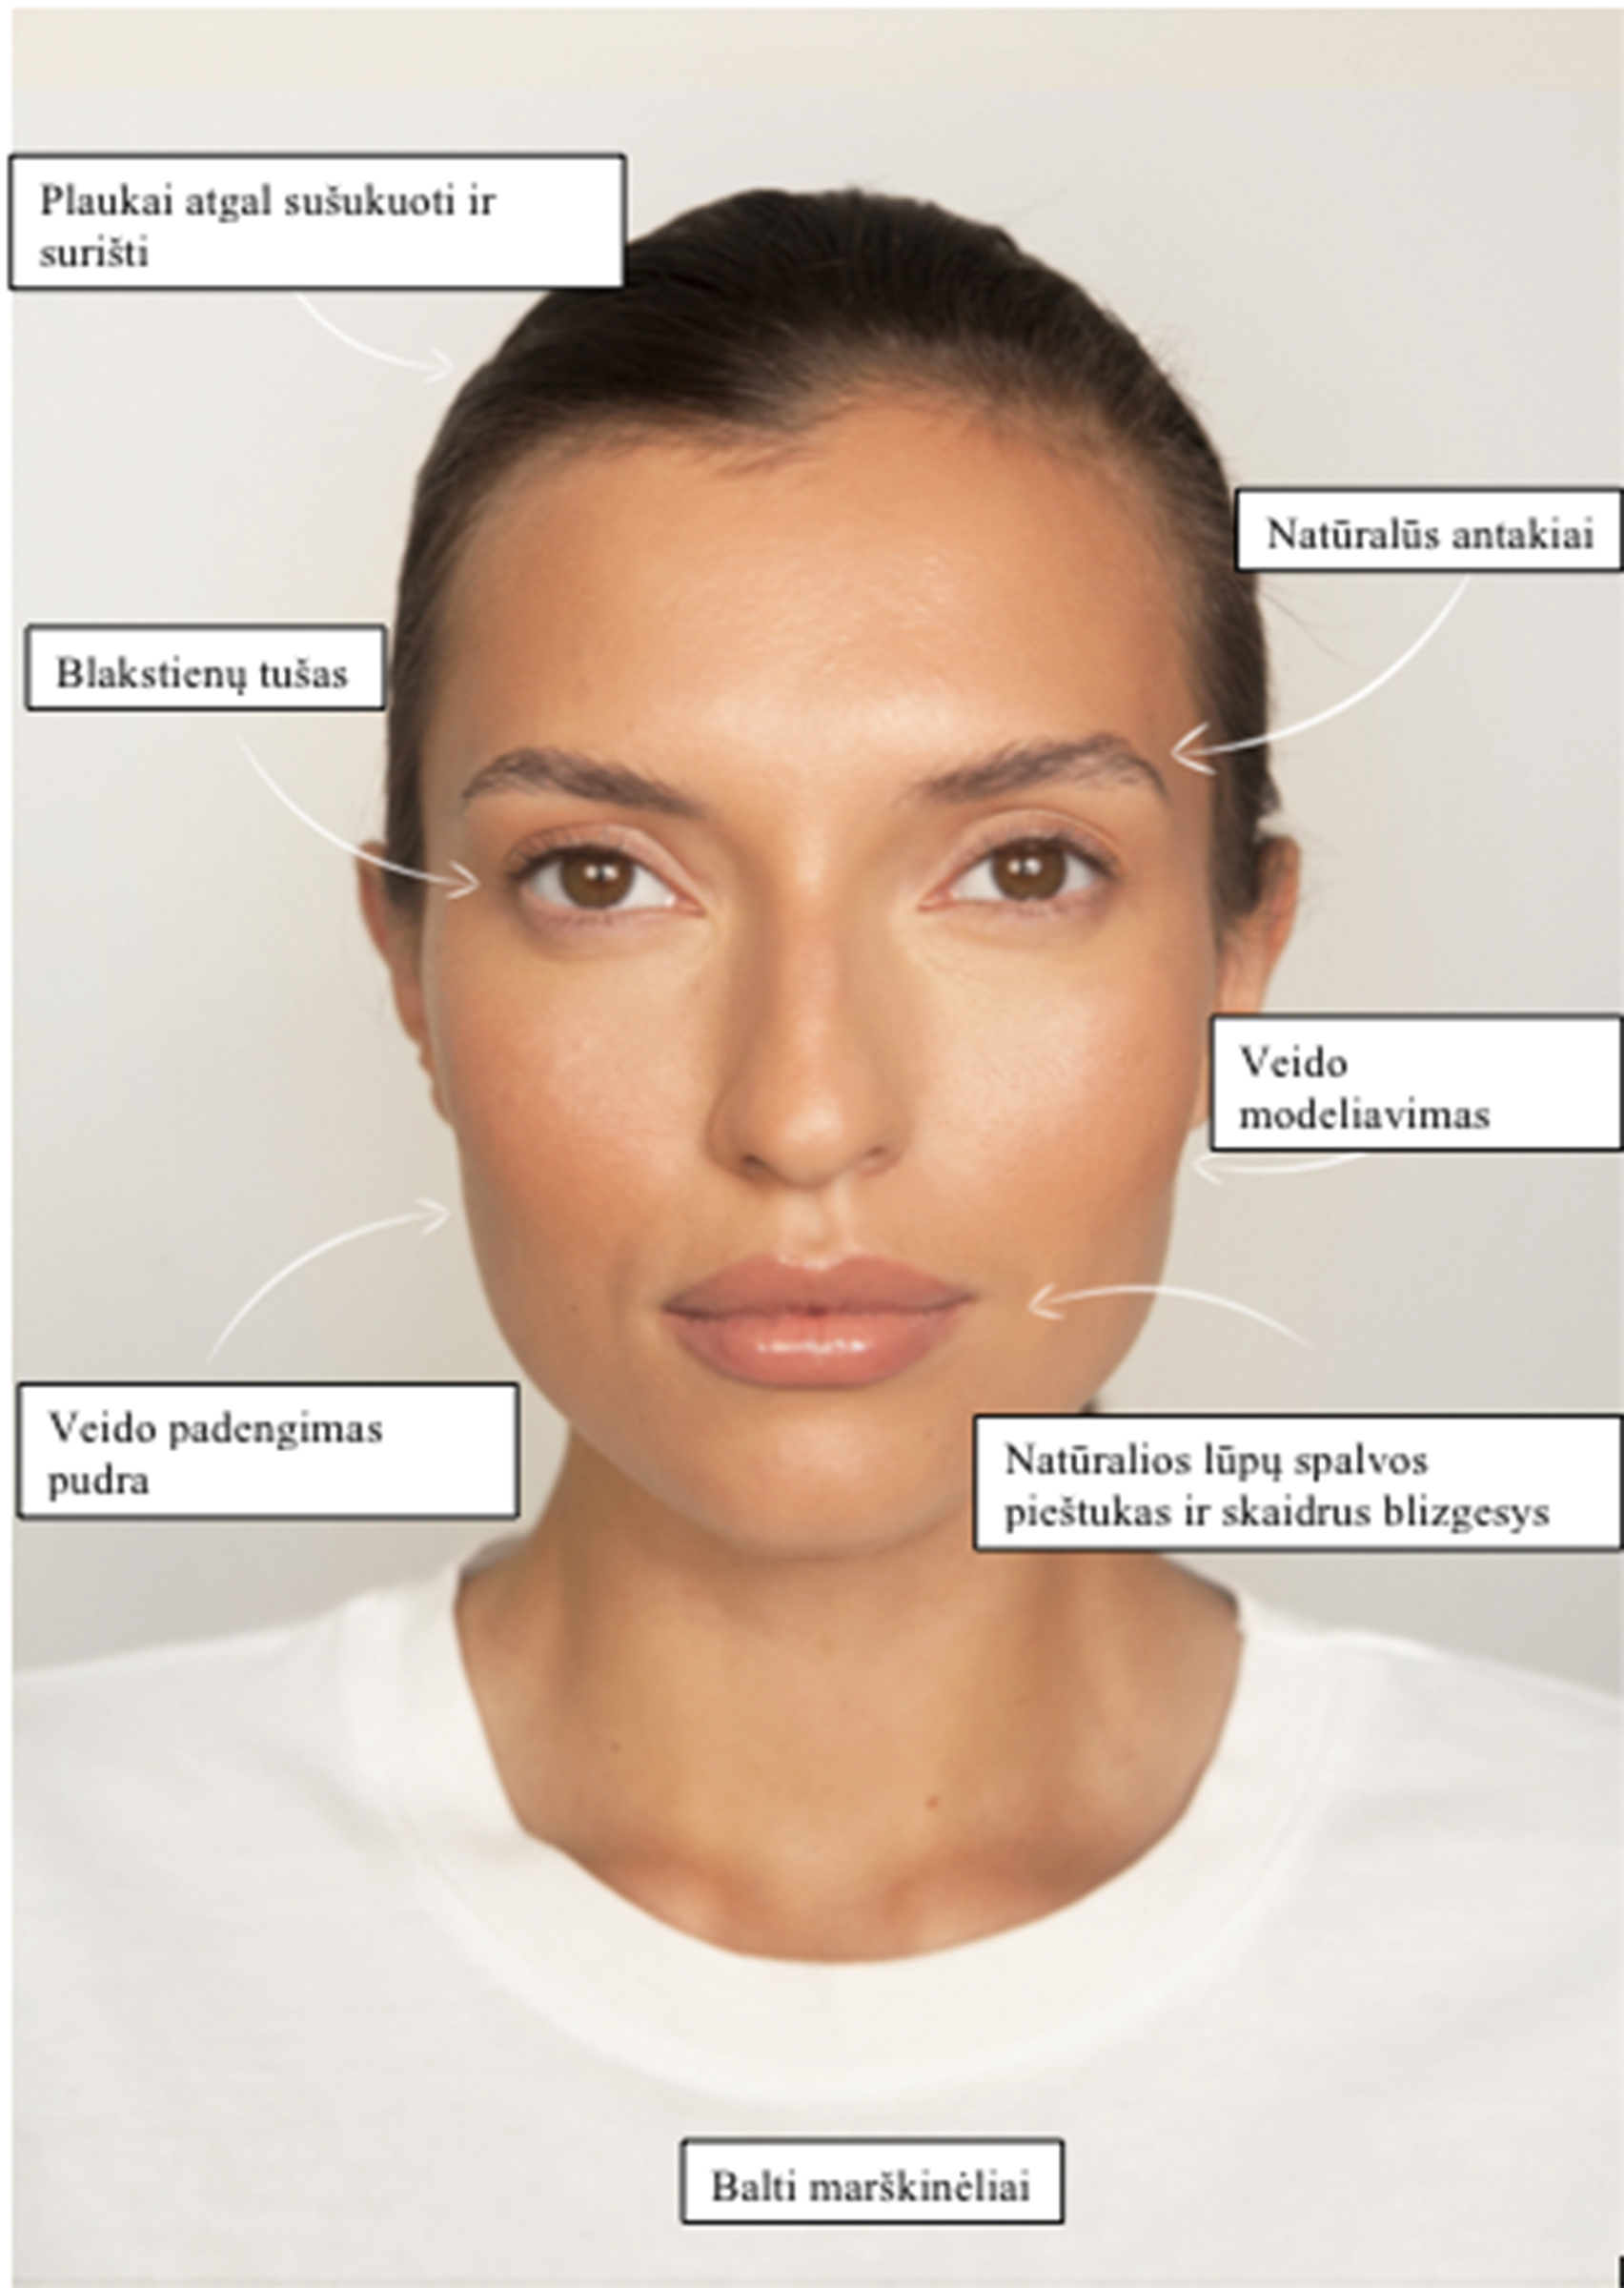 Plaukai atgal sušukuoti ir
surišti
Natūralūs antakiai
Blakstienų tušas
Veido
modeliavimas
Veido padengimas
pudra
Natūralios lūpų spalvos
pieštukas ir skaidrus blizgesys
Balti marškinėliai